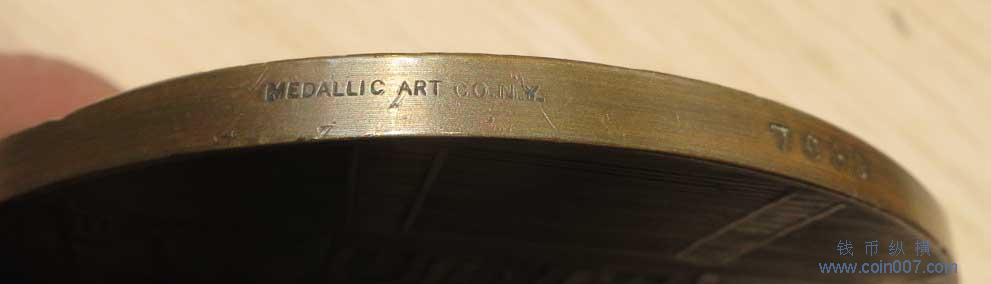 MEDALLIC ART CO.N.Y.
钱币纵横
www.coin007.com